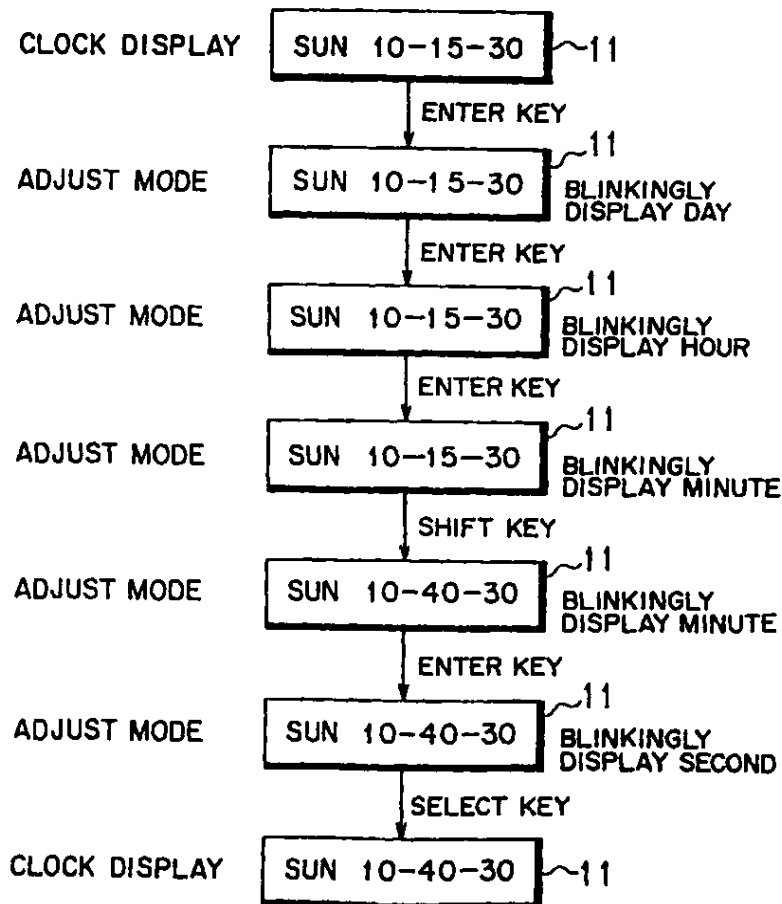 CLOCK DISPLAY SUN 10-15-30 11
ENTER KEY
ADJUST MODE SUN 10-15-30 11
BLINKINGLY
DISPLAY DAY
ENTER KEY
ADJUST MODE SUN 10-15-30 11
BLINKINGLY
DISPLAY HOUR
ENTER KEY
ADJUST MODE SUN 10-15-30 11
BLINKINGLY
DISPLAY MINUTE
SHIFT KEY
ADJUST MODE SUN 10-40-30 11
BLINKINGLY
DISPLAY MINUTE
ENTER KEY
ADJUST MODE SUN 10-40-30 11
BLINKINGLY
DISPLAY SECOND
SELECT KEY
CLOCK DISPLAY SUN 10-40-30 11